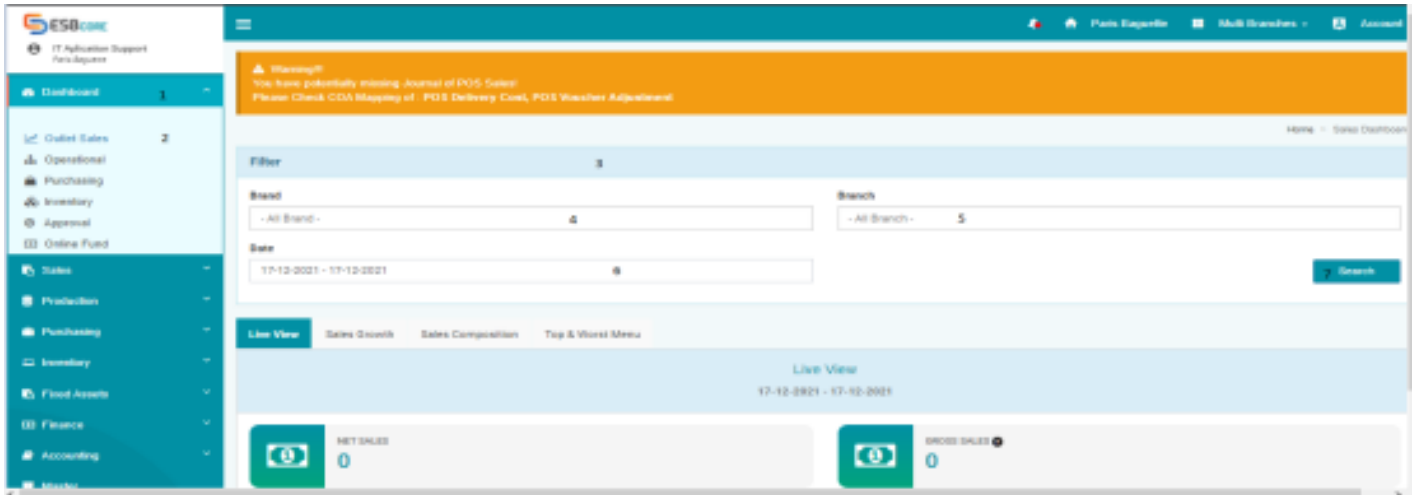 ESBCORE
IT Aplication Support
Paris Baguette
Paris Baguette
Multi Branches
Account
Warning!!!
You have potentially missing Journal of POS Sales!
Please Check COA Mapping of : POS Delivery Cost, POS Voucher Adjustment
Home
Sales Dashboard
Dashboard 1
Outlet Sales 2
Operational
Purchasing
Inventory
Approval
Online Fund
Sales
Production
Purchasing
Inventory
Fixed Assets
Finance
Accounting
Master
Filter 3
Brand
- All Brand - 4
Branch
- All Branch - 5
Date
17-12-2021 - 17-12-2021 6
7 Search
Live View
Sales Growth
Sales Composition
Top & Worst Menu
Live View
17-12-2021 - 17-12-2021
NET SALES
0
GROSS SALES
0